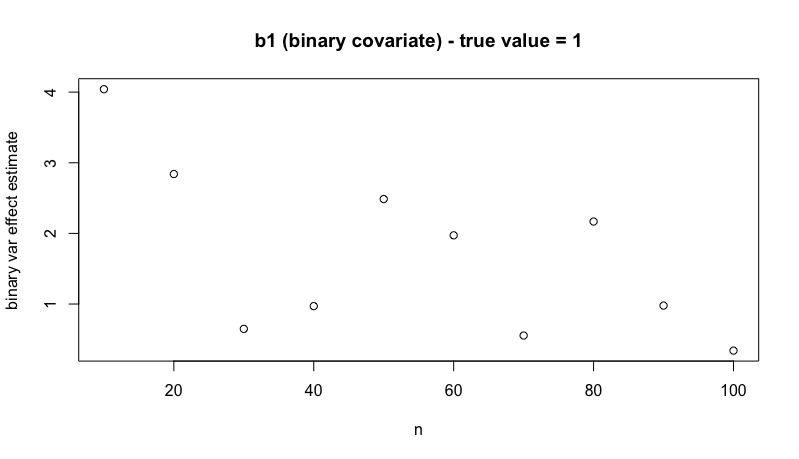 b1 (binary covariate) - true value = 1
binary var effect estimate
4
3
2
1
20 40 60 80 100
n